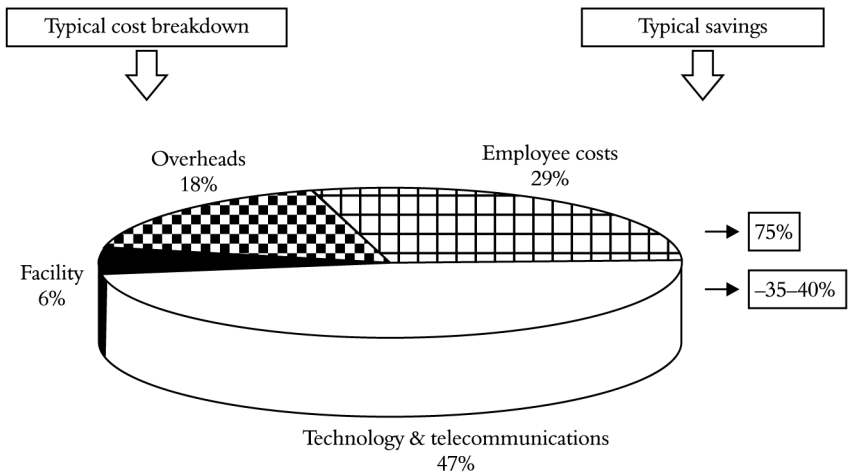 Typical cost breakdown
Typical savings
Overheads
18%
Employee costs
29%
75%
Facility
6%
–35–40%
Technology & telecommunications
47%